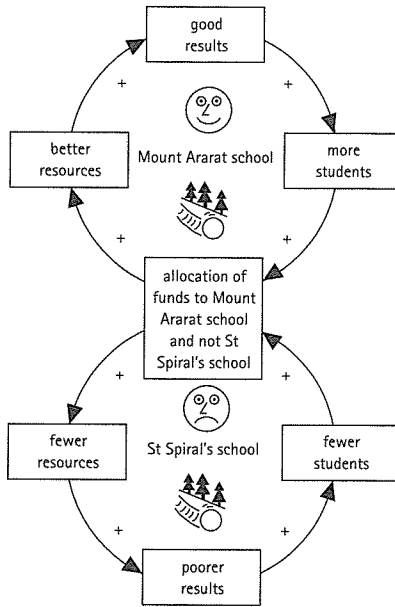 good
results
+
+
better
resources
Mount Ararat school
more
students
+
+
allocation of
funds to Mount
Ararat school
and not St
Spiral's school
+
+
fewer
resources
St Spiral's school
fewer
students
+
+
poorer
results